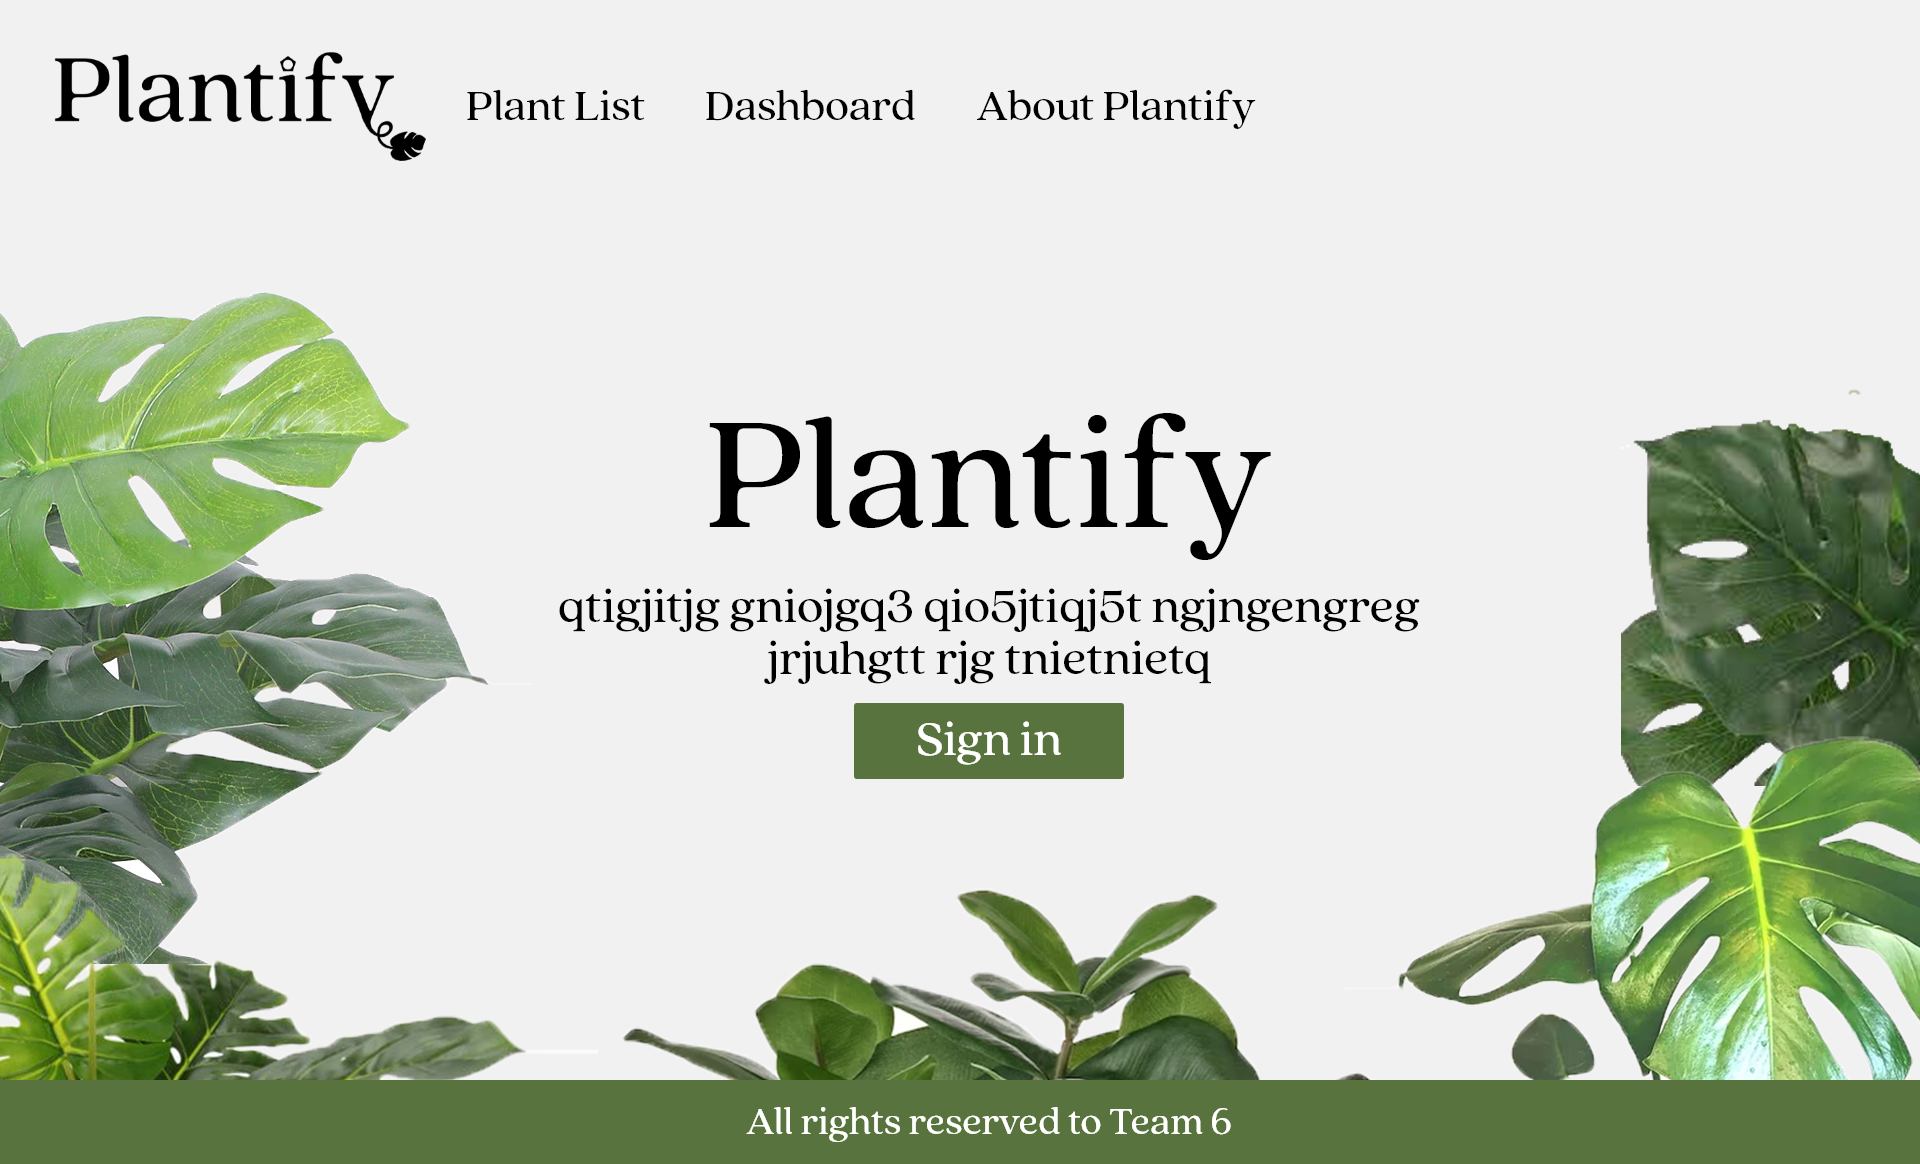 Plantify
Plant List
Dashboard
About Plantify
Plantify
qtigjitjg gniojgq3 qio5jtiqj5t ngjngengreg
jrjuhgtt rjg tnietnietq
Sign in
All rights reserved to Team 6